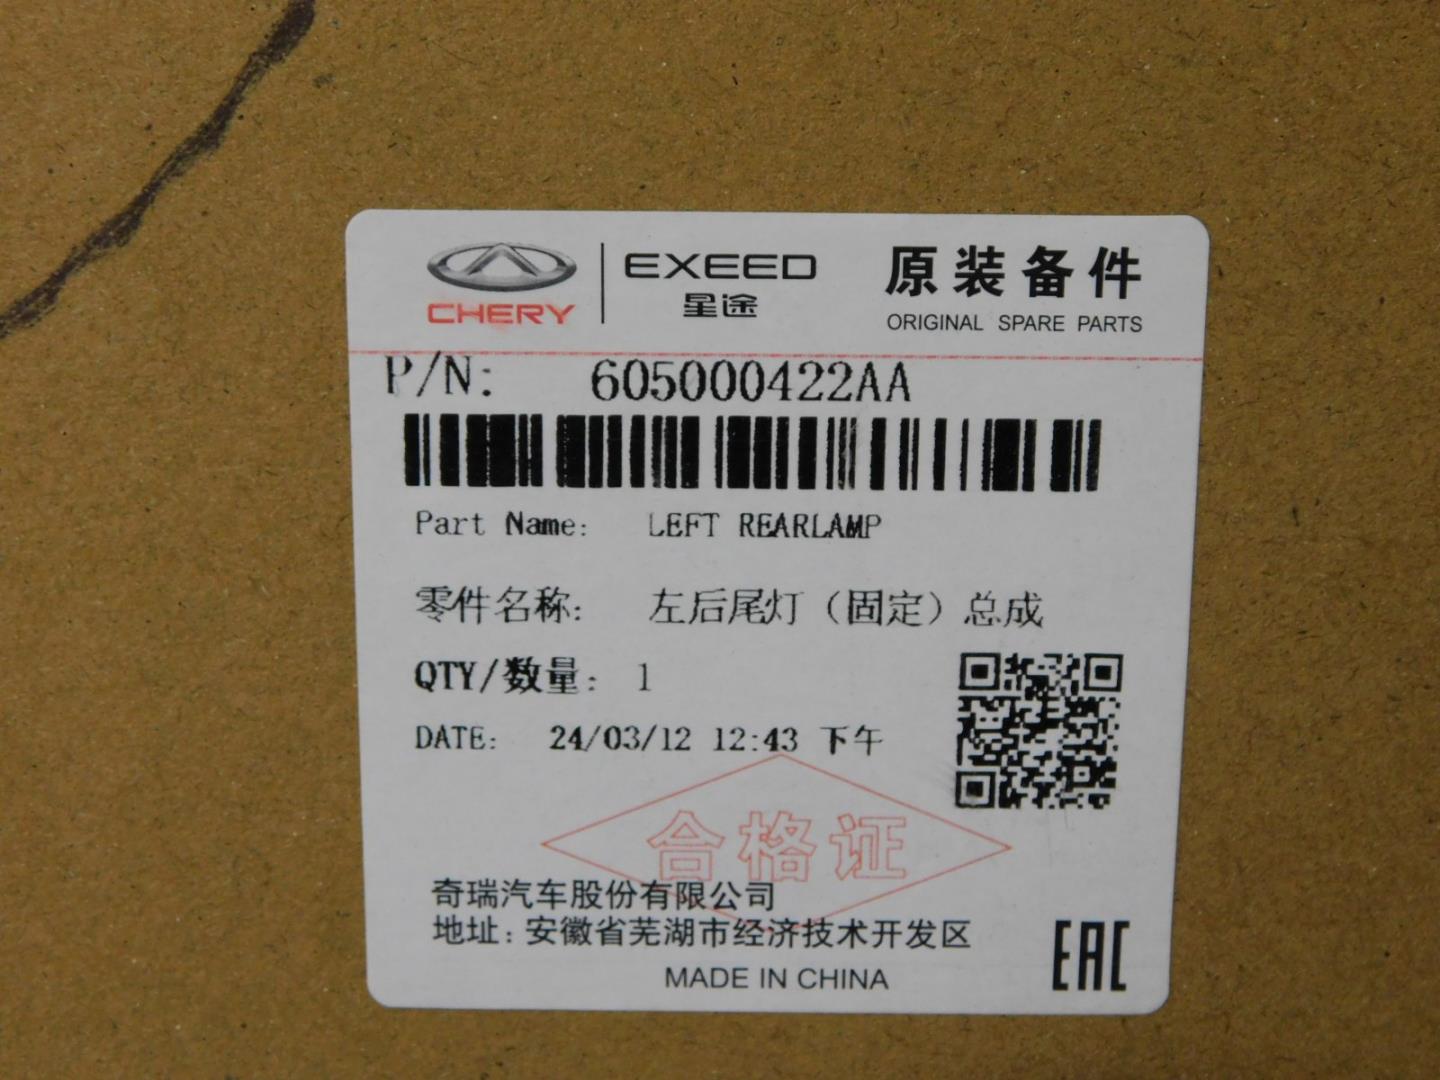 CHERY
EXEED
星途
原装备件
ORIGINAL SPARE PARTS
P/N: 605000422AA
Part Name: LEFT REARLAMP
零件名称: 左后尾灯（固定）总成
QTY/数量: 1
DATE: 24/03/12 12:43 下午
合格证
奇瑞汽车股份有限公司
地址：安徽省芜湖市经济技术开发区
MADE IN CHINA
EAC